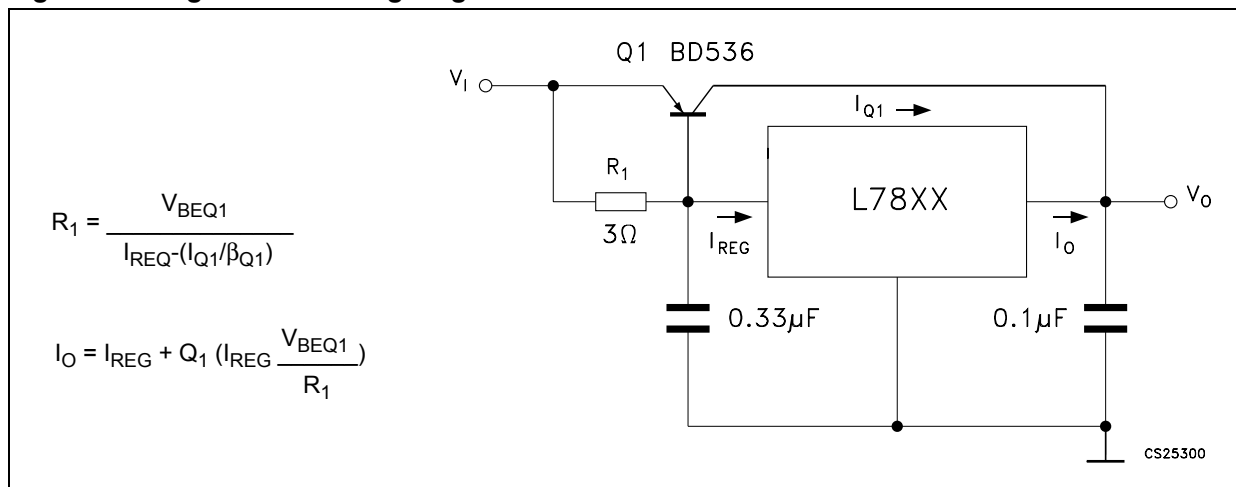 Q1 BD536
V_I
I_Q1
R_1
3Ω
I_REG
L78XX
I_O
V_O
0.33µF
0.1µF
R_1 = V_BEQ1 / I_REQ-(I_Q1/β_Q1)
I_O = I_REG + Q_1 (I_REG V_BEQ1 / R_1)
CS25300